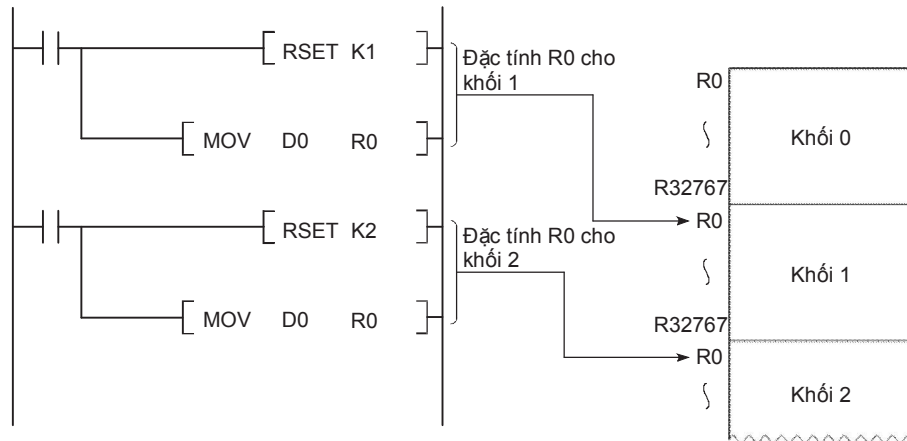 RSET K1
Đặc tính R0 cho
khối 1
MOV D0 R0
RSET K2
Đặc tính R0 cho
khối 2
MOV D0 R0
R0
Khối 0
R32767
R0
Khối 1
R32767
R0
Khối 2